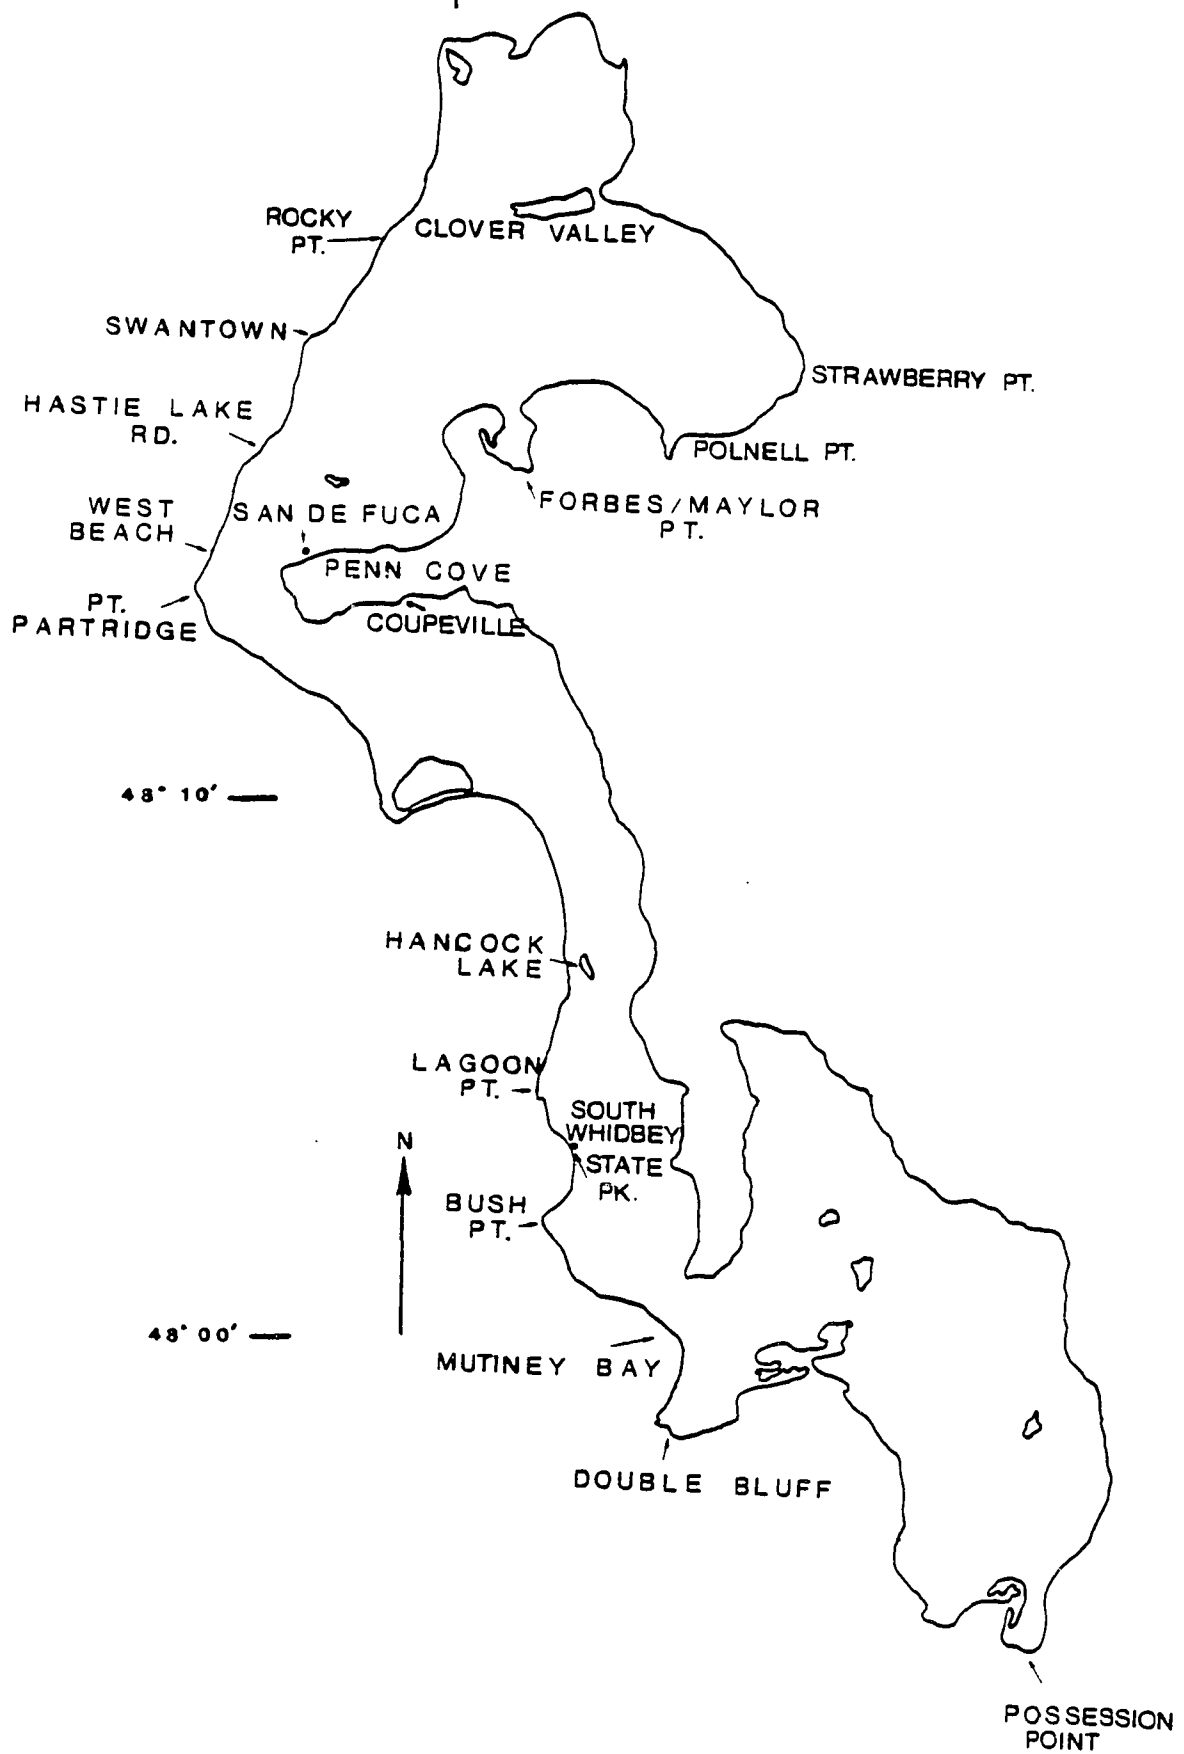 ROCKY
PT.
CLOVER VALLEY
SWANTOWN
STRAWBERRY PT.
HASTIE LAKE
RD.
POLNELL PT.
WEST
BEACH
SAN DE FUCA
FORBES/MAYLOR
PT.
PENN COVE
PT.
PARTRIDGE
COUPEVILLE
48° 10'
HANCOCK
LAKE
LAGOON
PT.
SOUTH
WHIDBEY
STATE
PK.
N
BUSH
PT.
48° 00'
MUTINEY BAY
DOUBLE BLUFF
POSSESSION
POINT